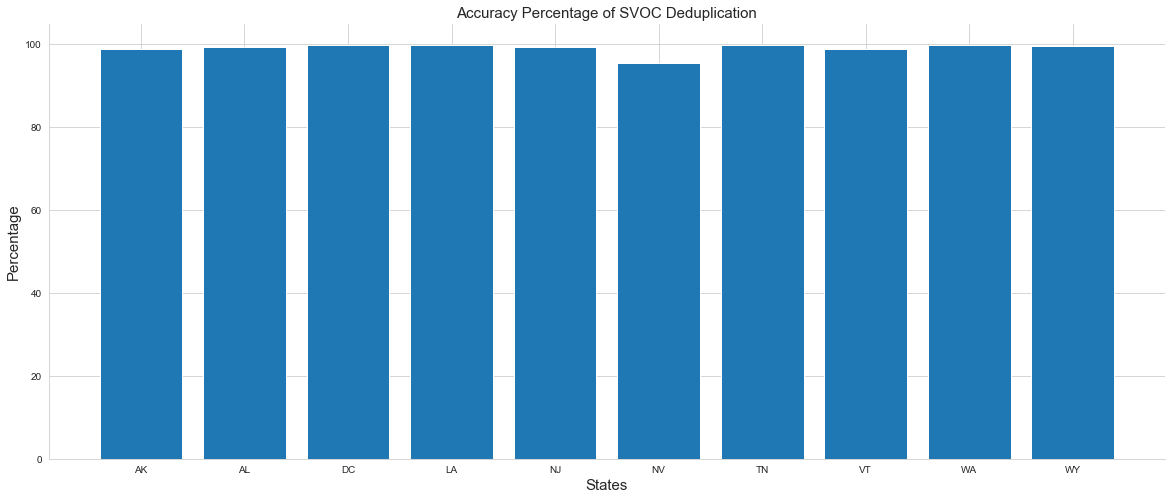 Accuracy Percentage of SVOC Deduplication
100
80
60
40
20
0
Percentage
AK AL DC LA NJ NV TN VT WA WY
States